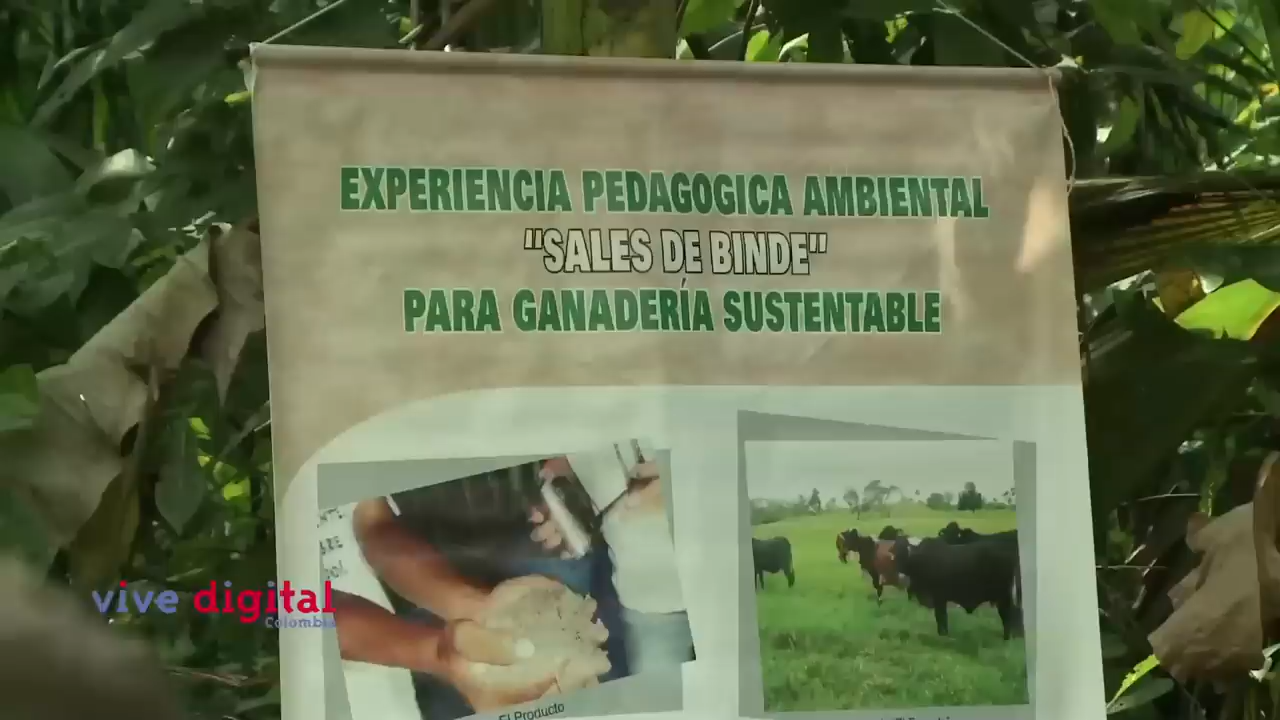 EXPERIENCIA PEDAGOGICA AMBIENTAL
"SALES DE BINDE"
PARA GANADERÍA SUSTENTABLE
El Producto
vive digital
Colombia